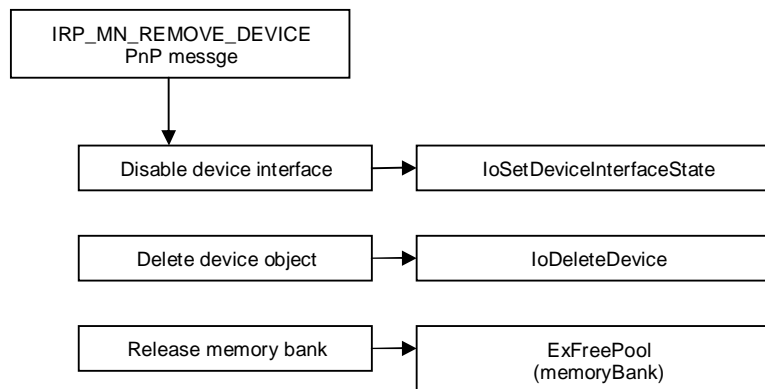 IRP_MN_REMOVE_DEVICE
PnP messge
Disable device interface
IoSetDeviceInterfaceState
Delete device object
IoDeleteDevice
Release memory bank
ExFreePool
(memoryBank)